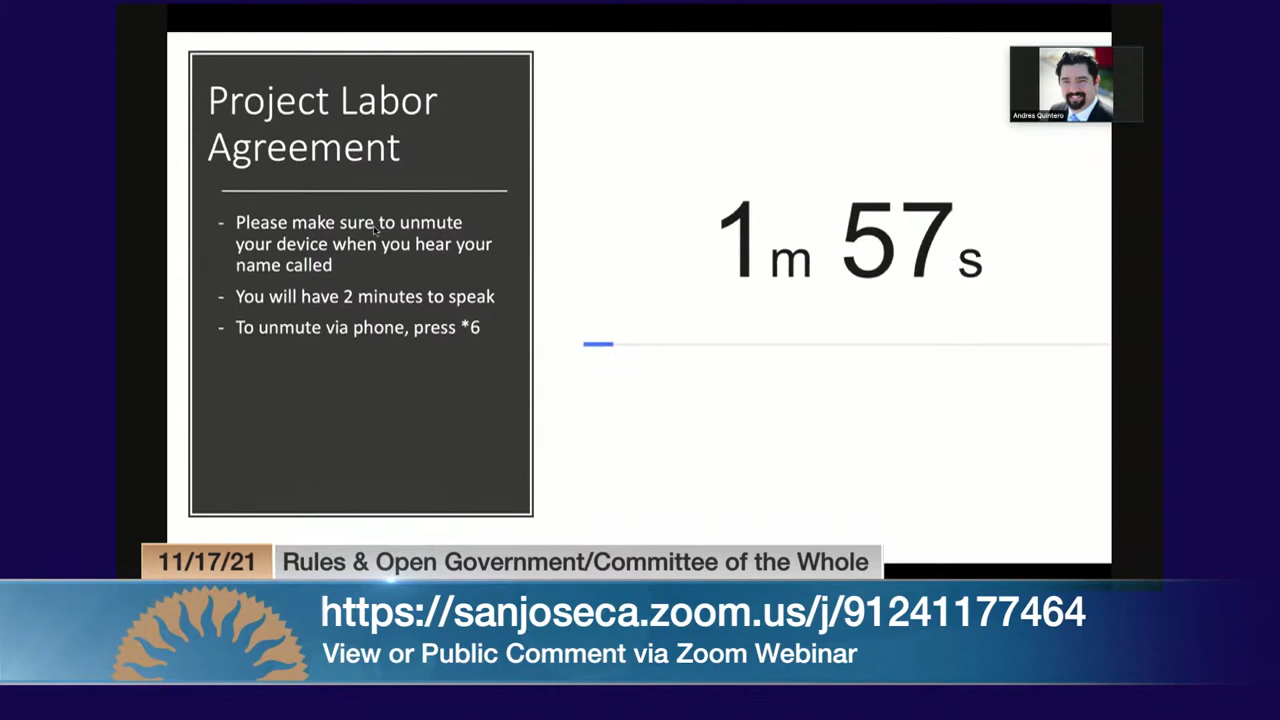 Project Labor
Agreement
- Please make sure to unmute
your device when you hear your
name called
- You will have 2 minutes to speak
- To unmute via phone, press *6
1 m 57 s
Andres Quintero
11/17/21 Rules & Open Government/Committee of the Whole
https://sanjoseca.zoom.us/j/91241177464
View or Public Comment via Zoom Webinar